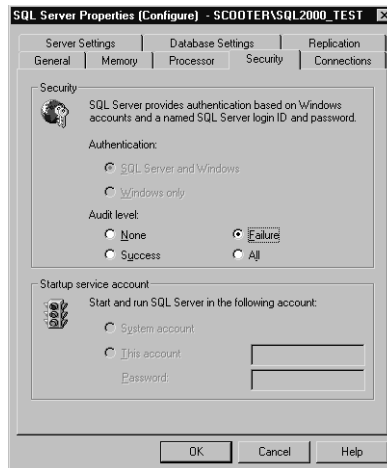 SQL Server Properties (Configure) - SCOOTER\SQL2000_TEST
Server Settings Database Settings Replication
General Memory Processor Security Connections
Security
SQL Server provides authentication based on Windows
accounts and a named SQL Server login ID and password.
Authentication:
SQL Server and Windows
Windows only
Audit level:
None Failure
Success All
Startup service account
Start and run SQL Server in the following account:
System account
This account
Password:
OK Cancel Help